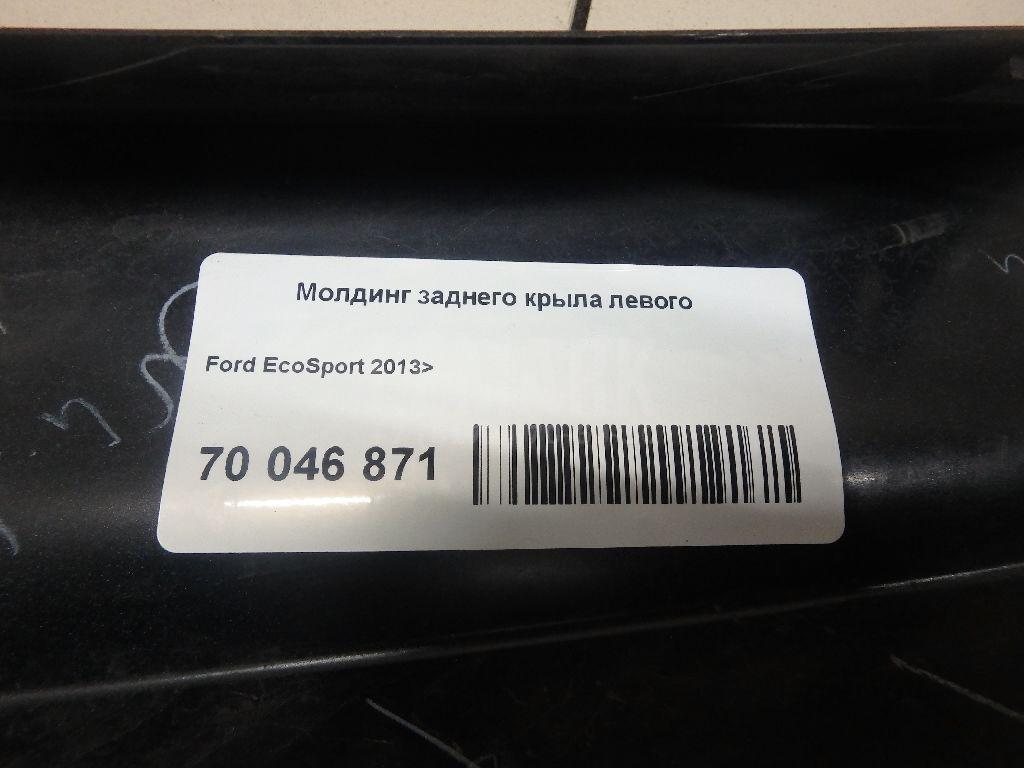 Молдинг заднего крыла левого
Ford EcoSport 2013>
70 046 871